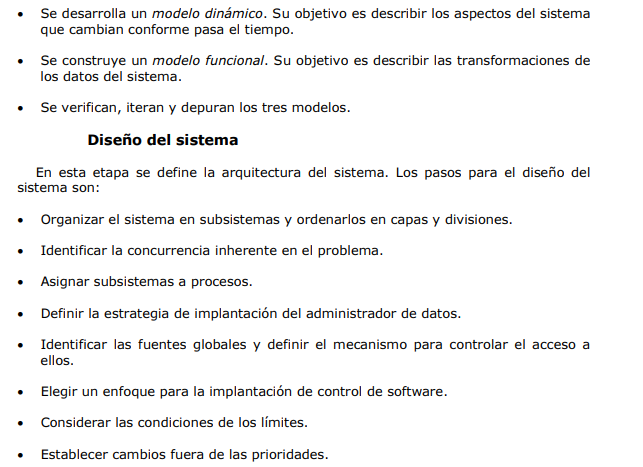 • Se desarrolla un modelo dinámico. Su objetivo es describir los aspectos del sistema
que cambian conforme pasa el tiempo.
• Se construye un modelo funcional. Su objetivo es describir las transformaciones de
los datos del sistema.
• Se verifican, iteran y depuran los tres modelos.
Diseño del sistema
En esta etapa se define la arquitectura del sistema. Los pasos para el diseño del
sistema son:
• Organizar el sistema en subsistemas y ordenarlos en capas y divisiones.
• Identificar la concurrencia inherente en el problema.
• Asignar subsistemas a procesos.
• Definir la estrategia de implantación del administrador de datos.
• Identificar las fuentes globales y definir el mecanismo para controlar el acceso a
ellos.
• Elegir un enfoque para la implantación de control de software.
• Considerar las condiciones de los límites.
• Establecer cambios fuera de las prioridades.